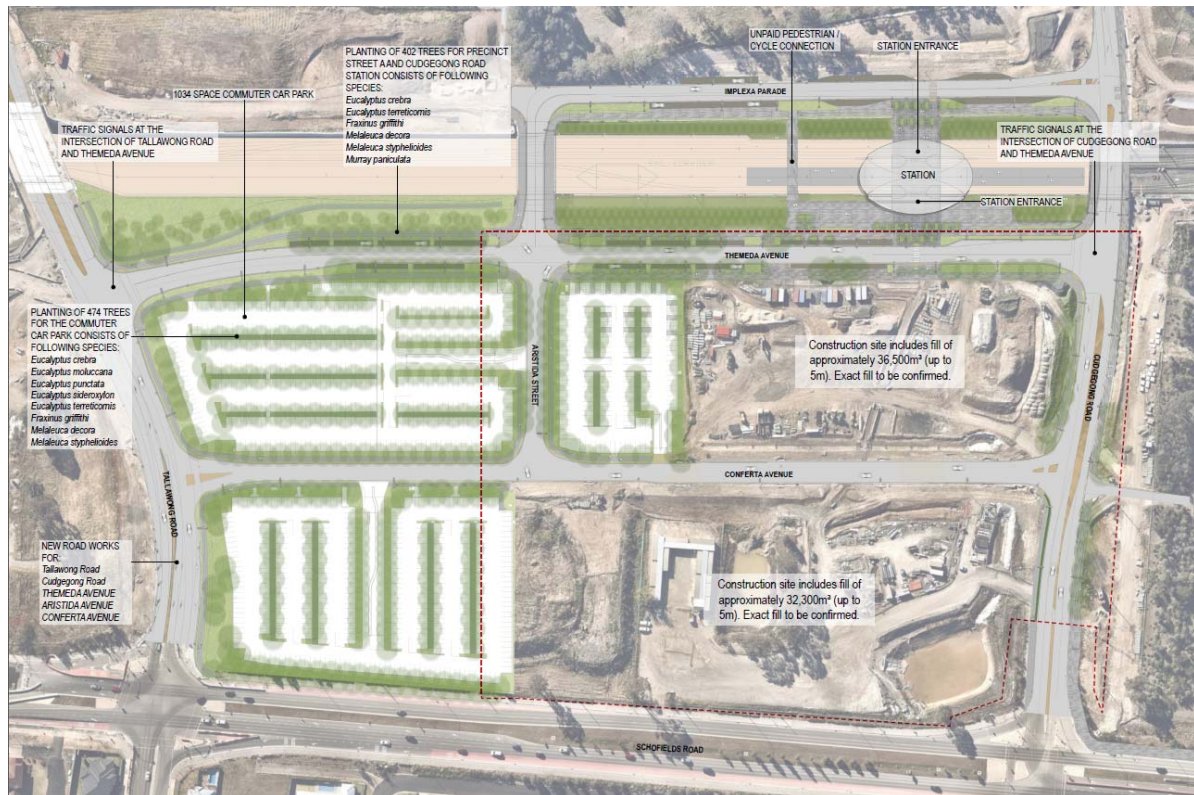 UNPAID PEDESTRIAN /
CYCLE CONNECTION
STATION ENTRANCE
PLANTING OF 402 TREES FOR PRECINCT
STREET A AND CUDGEGONG ROAD
STATION CONSISTS OF FOLLOWING
SPECIES:
Eucalyptus crebra
Eucalyptus terreticornis
Fraxinus griffithi
Melaleuca decora
Melaleuca styphelioides
Murray paniculata
1034 SPACE COMMUTER CAR PARK
IMPLEXA PARADE
TRAFFIC SIGNALS AT THE
INTERSECTION OF TALLAWONG ROAD
AND THEMEDA AVENUE
TRAFFIC SIGNALS AT THE
INTERSECTION OF CUDGEGONG ROAD
AND THEMEDA AVENUE
RAIL CORRIDOR
STATION
STATION ENTRANCE
THEMEDA AVENUE
PLANTING OF 474 TREES
FOR THE COMMUTER
CAR PARK CONSISTS OF
FOLLOWING SPECIES:
Eucalyptus crebra
Eucalyptus moluccana
Eucalyptus punctata
Eucalyptus sideroxylon
Eucalyptus terreticornis
Fraxinus griffithi
Melaleuca decora
Melaleuca styphelioides
ARISTIDA STREET
Construction site includes fill of
approximately 36,500m³ (up to
5m). Exact fill to be confirmed.
CUDGEGONG ROAD
CONFERTA AVENUE
TALLAWONG ROAD
NEW ROAD WORKS
FOR:
Tallawong Road
Cudgegong Road
THEMEDA AVENUE
ARISTIDA AVENUE
CONFERTA AVENUE
Construction site includes fill of
approximately 32,300m³ (up to
5m). Exact fill to be confirmed.
SCHOFIELDS ROAD